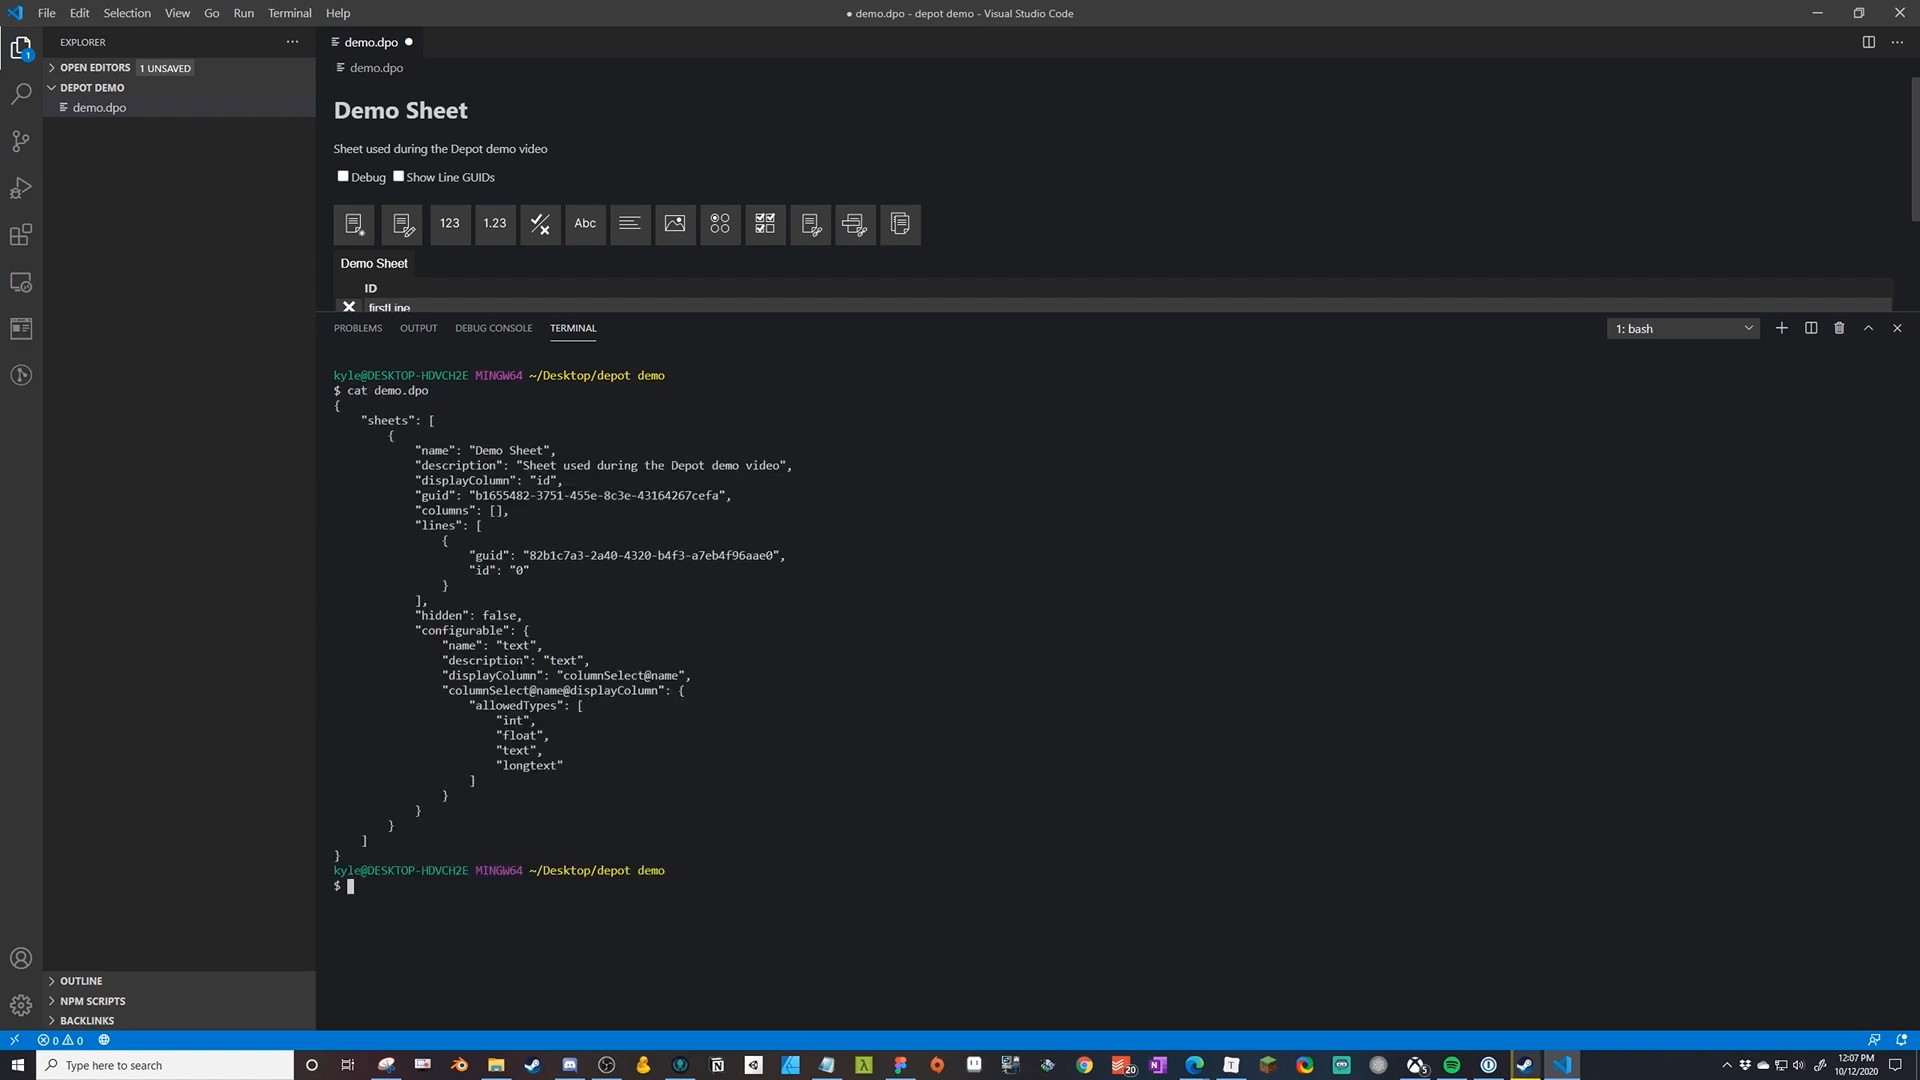 File Edit Selection View Go Run Terminal Help
● demo.dpo - depot demo - Visual Studio Code
EXPLORER
OPEN EDITORS 1 UNSAVED
DEPOT DEMO
demo.dpo
demo.dpo
demo.dpo
Demo Sheet
Sheet used during the Depot demo video
Debug Show Line GUIDs
123 1.23 Abc
Demo Sheet
ID
firstLine
PROBLEMS OUTPUT DEBUG CONSOLE TERMINAL
1: bash
kyle@DESKTOP-HDVCH2E MINGW64 ~/Desktop/depot demo
$ cat demo.dpo
{
"sheets": [
{
"name": "Demo Sheet",
"description": "Sheet used during the Depot demo video",
"displayColumn": "id",
"guid": "b1655482-3751-455e-8c3e-43164267cefa",
"columns": [],
"lines": [
{
"guid": "82b1c7a3-2a40-4320-b4f3-a7eb4f96aae0",
"id": "0"
}
],
"hidden": false,
"configurable": {
"name": "text",
"description": "text",
"displayColumn": "columnSelect@name",
"columnSelect@name@displayColumn": {
"allowedTypes": [
"int",
"float",
"text",
"longtext"
]
}
}
}
]
}
kyle@DESKTOP-HDVCH2E MINGW64 ~/Desktop/depot demo
$
OUTLINE
NPM SCRIPTS
BACKLINKS
0 0
Type here to search
20
5
12:07 PM
10/12/2020